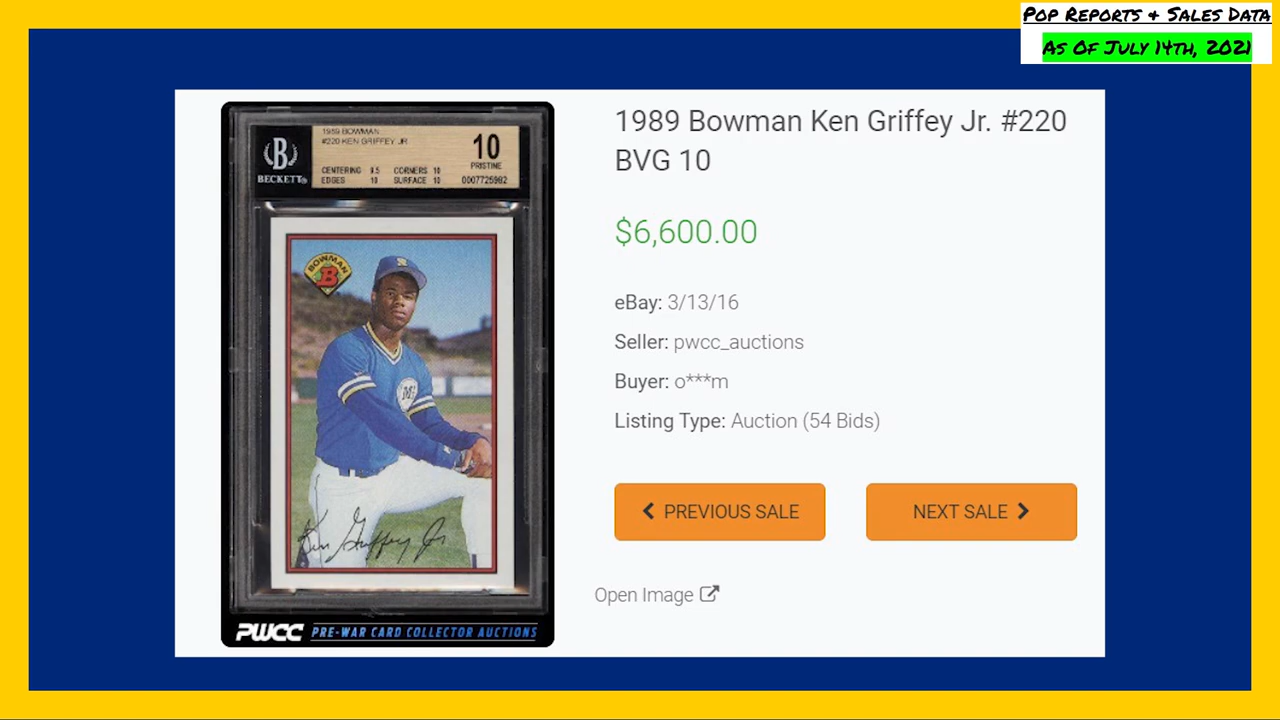 Pop Reports & Sales Data
As Of July 14th, 2021
1989 BOWMAN
#220 KEN GRIFFEY JR
CENTERING 9.5 CORNERS 10
EDGES 10 SURFACE 10
10
PRISTINE
0007725982
B
BECKETT®
BOWMAN
B
M
Ken Griffey Jr
PWCC PRE-WAR CARD COLLECTOR AUCTIONS
1989 Bowman Ken Griffey Jr. #220
BVG 10
$6,600.00
eBay: 3/13/16
Seller: pwcc_auctions
Buyer: o***m
Listing Type: Auction (54 Bids)
PREVIOUS SALE
NEXT SALE
Open Image